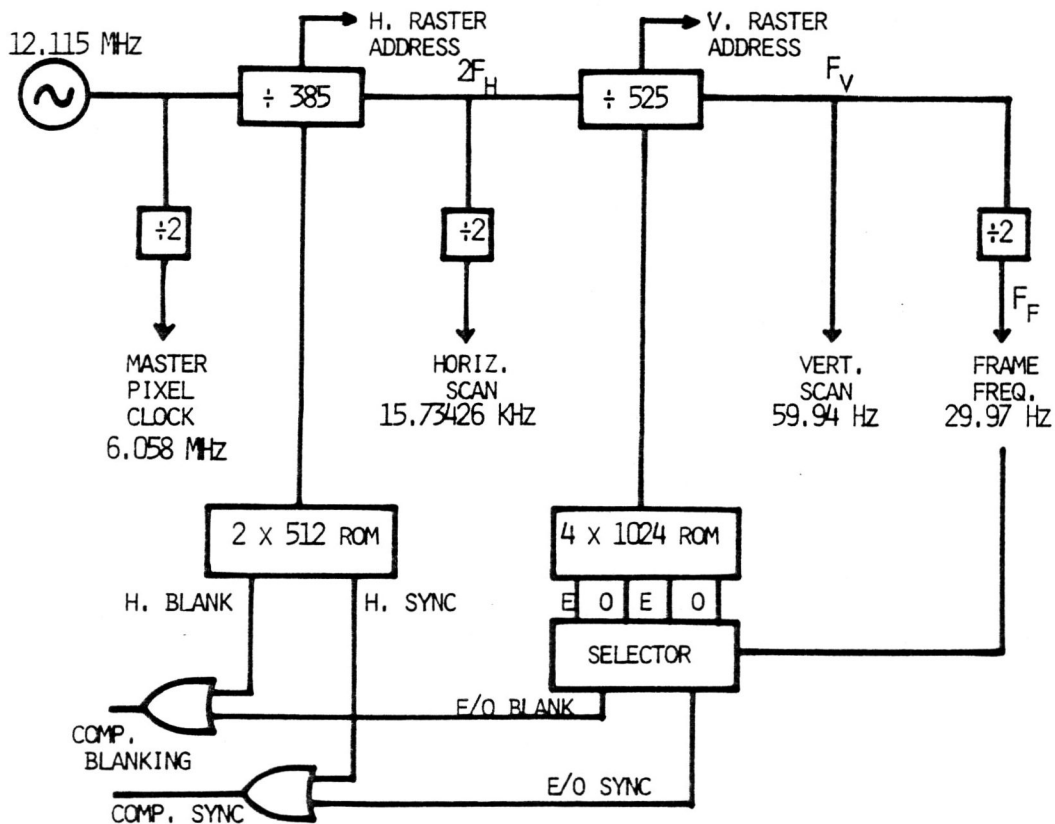 12.115 MHz
H. RASTER
ADDRESS
V. RASTER
ADDRESS
÷ 385
2F_H
÷ 525
F_V
÷2
÷2
÷2
F_F
MASTER
PIXEL
CLOCK
6.058 MHz
HORIZ.
SCAN
15.73426 KHz
VERT.
SCAN
59.94 Hz
FRAME
FREQ.
29.97 Hz
2 X 512 ROM
4 X 1024 ROM
H. BLANK
H. SYNC
E O E O
SELECTOR
E/O BLANK
COMP.
BLANKING
E/O SYNC
COMP. SYNC